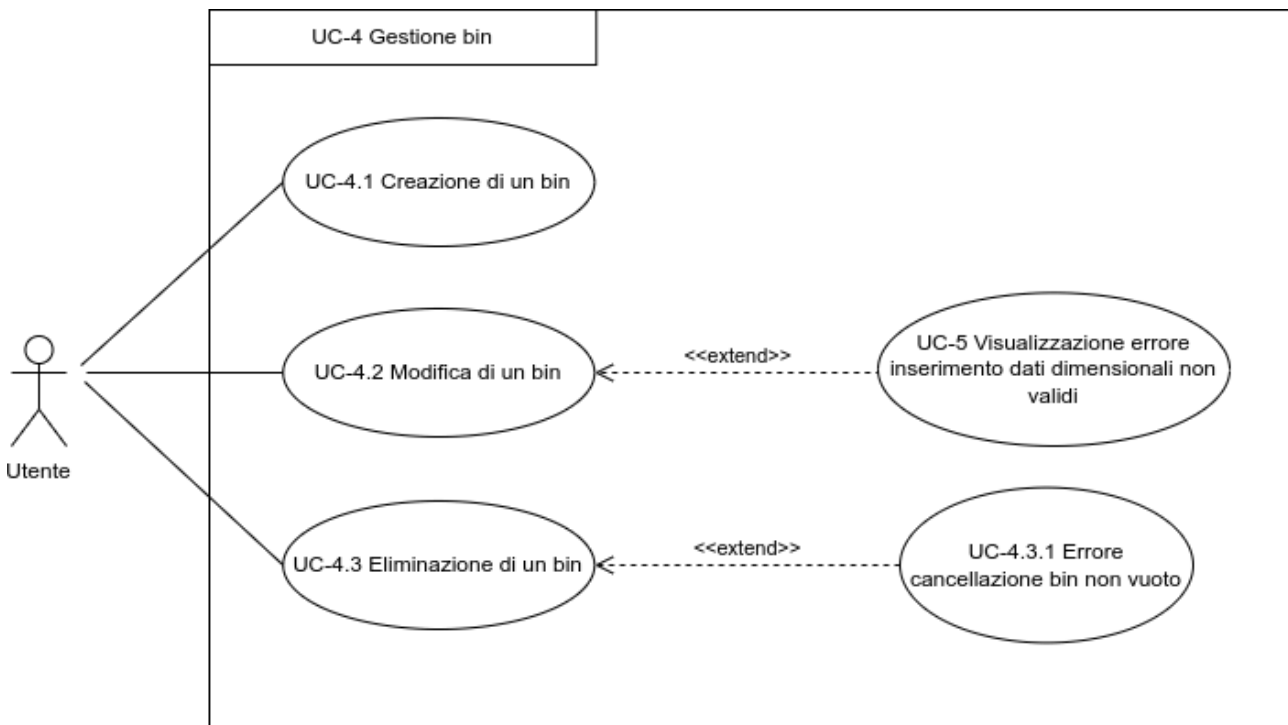 UC-4 Gestione bin
UC-4.1 Creazione di un bin
UC-4.2 Modifica di un bin
<<extend>>
UC-5 Visualizzazione errore
inserimento dati dimensionali non
validi
Utente
UC-4.3 Eliminazione di un bin
<<extend>>
UC-4.3.1 Errore
cancellazione bin non vuoto